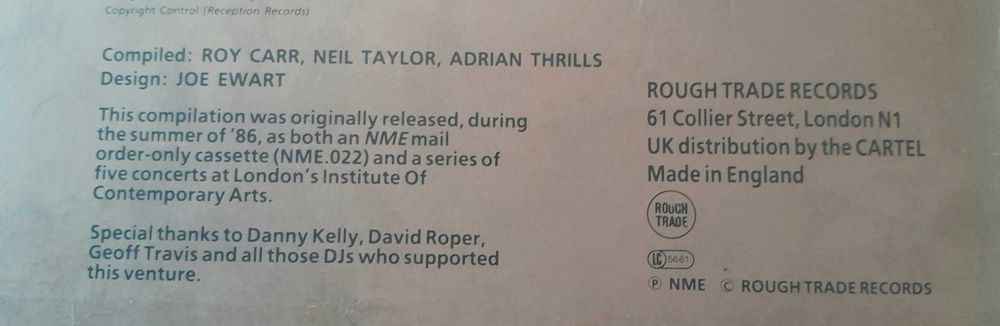 Copyright Control (Reception Records)
Compiled: ROY CARR, NEIL TAYLOR, ADRIAN THRILLS
Design: JOE EWART
This compilation was originally released, during
the summer of '86, as both an NME mail
order-only cassette (NME.022) and a series of
five concerts at London's Institute Of
Contemporary Arts.
Special thanks to Danny Kelly, David Roper,
Geoff Travis and all those DJs who supported
this venture.
ROUGH TRADE RECORDS
61 Collier Street, London N1
UK distribution by the CARTEL
Made in England
ROUGH
TRADE
LC 5661
Ⓟ NME © ROUGH TRADE RECORDS